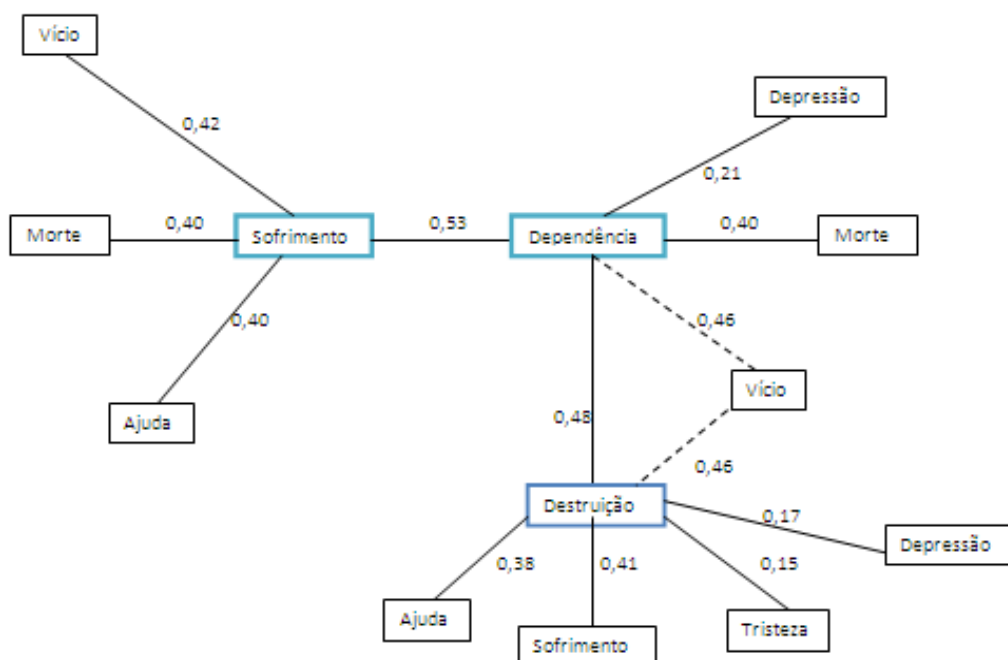 Vício
Depressão
0,42
0,21
Morte
0,40
Sofrimento
0,53
Dependência
0,40
Morte
0,40
0,46
Vício
Ajuda
0,48
0,46
Destruição
0,17
Depressão
0,38
0,41
0,15
Ajuda
Sofrimento
Tristeza